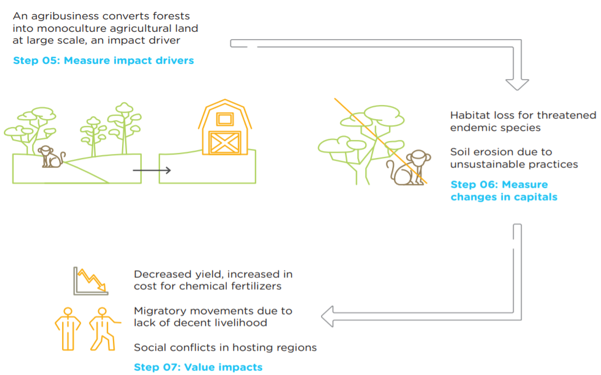 An agribusiness converts forests
into monoculture agricultural land
at large scale, an impact driver
Step 05: Measure impact drivers
Habitat loss for threatened
endemic species
Soil erosion due to
unsustainable practices
Step 06: Measure
changes in capitals
Decreased yield, increased in
cost for chemical fertilizers
Migratory movements due to
lack of decent livelihood
Social conflicts in hosting regions
Step 07: Value impacts